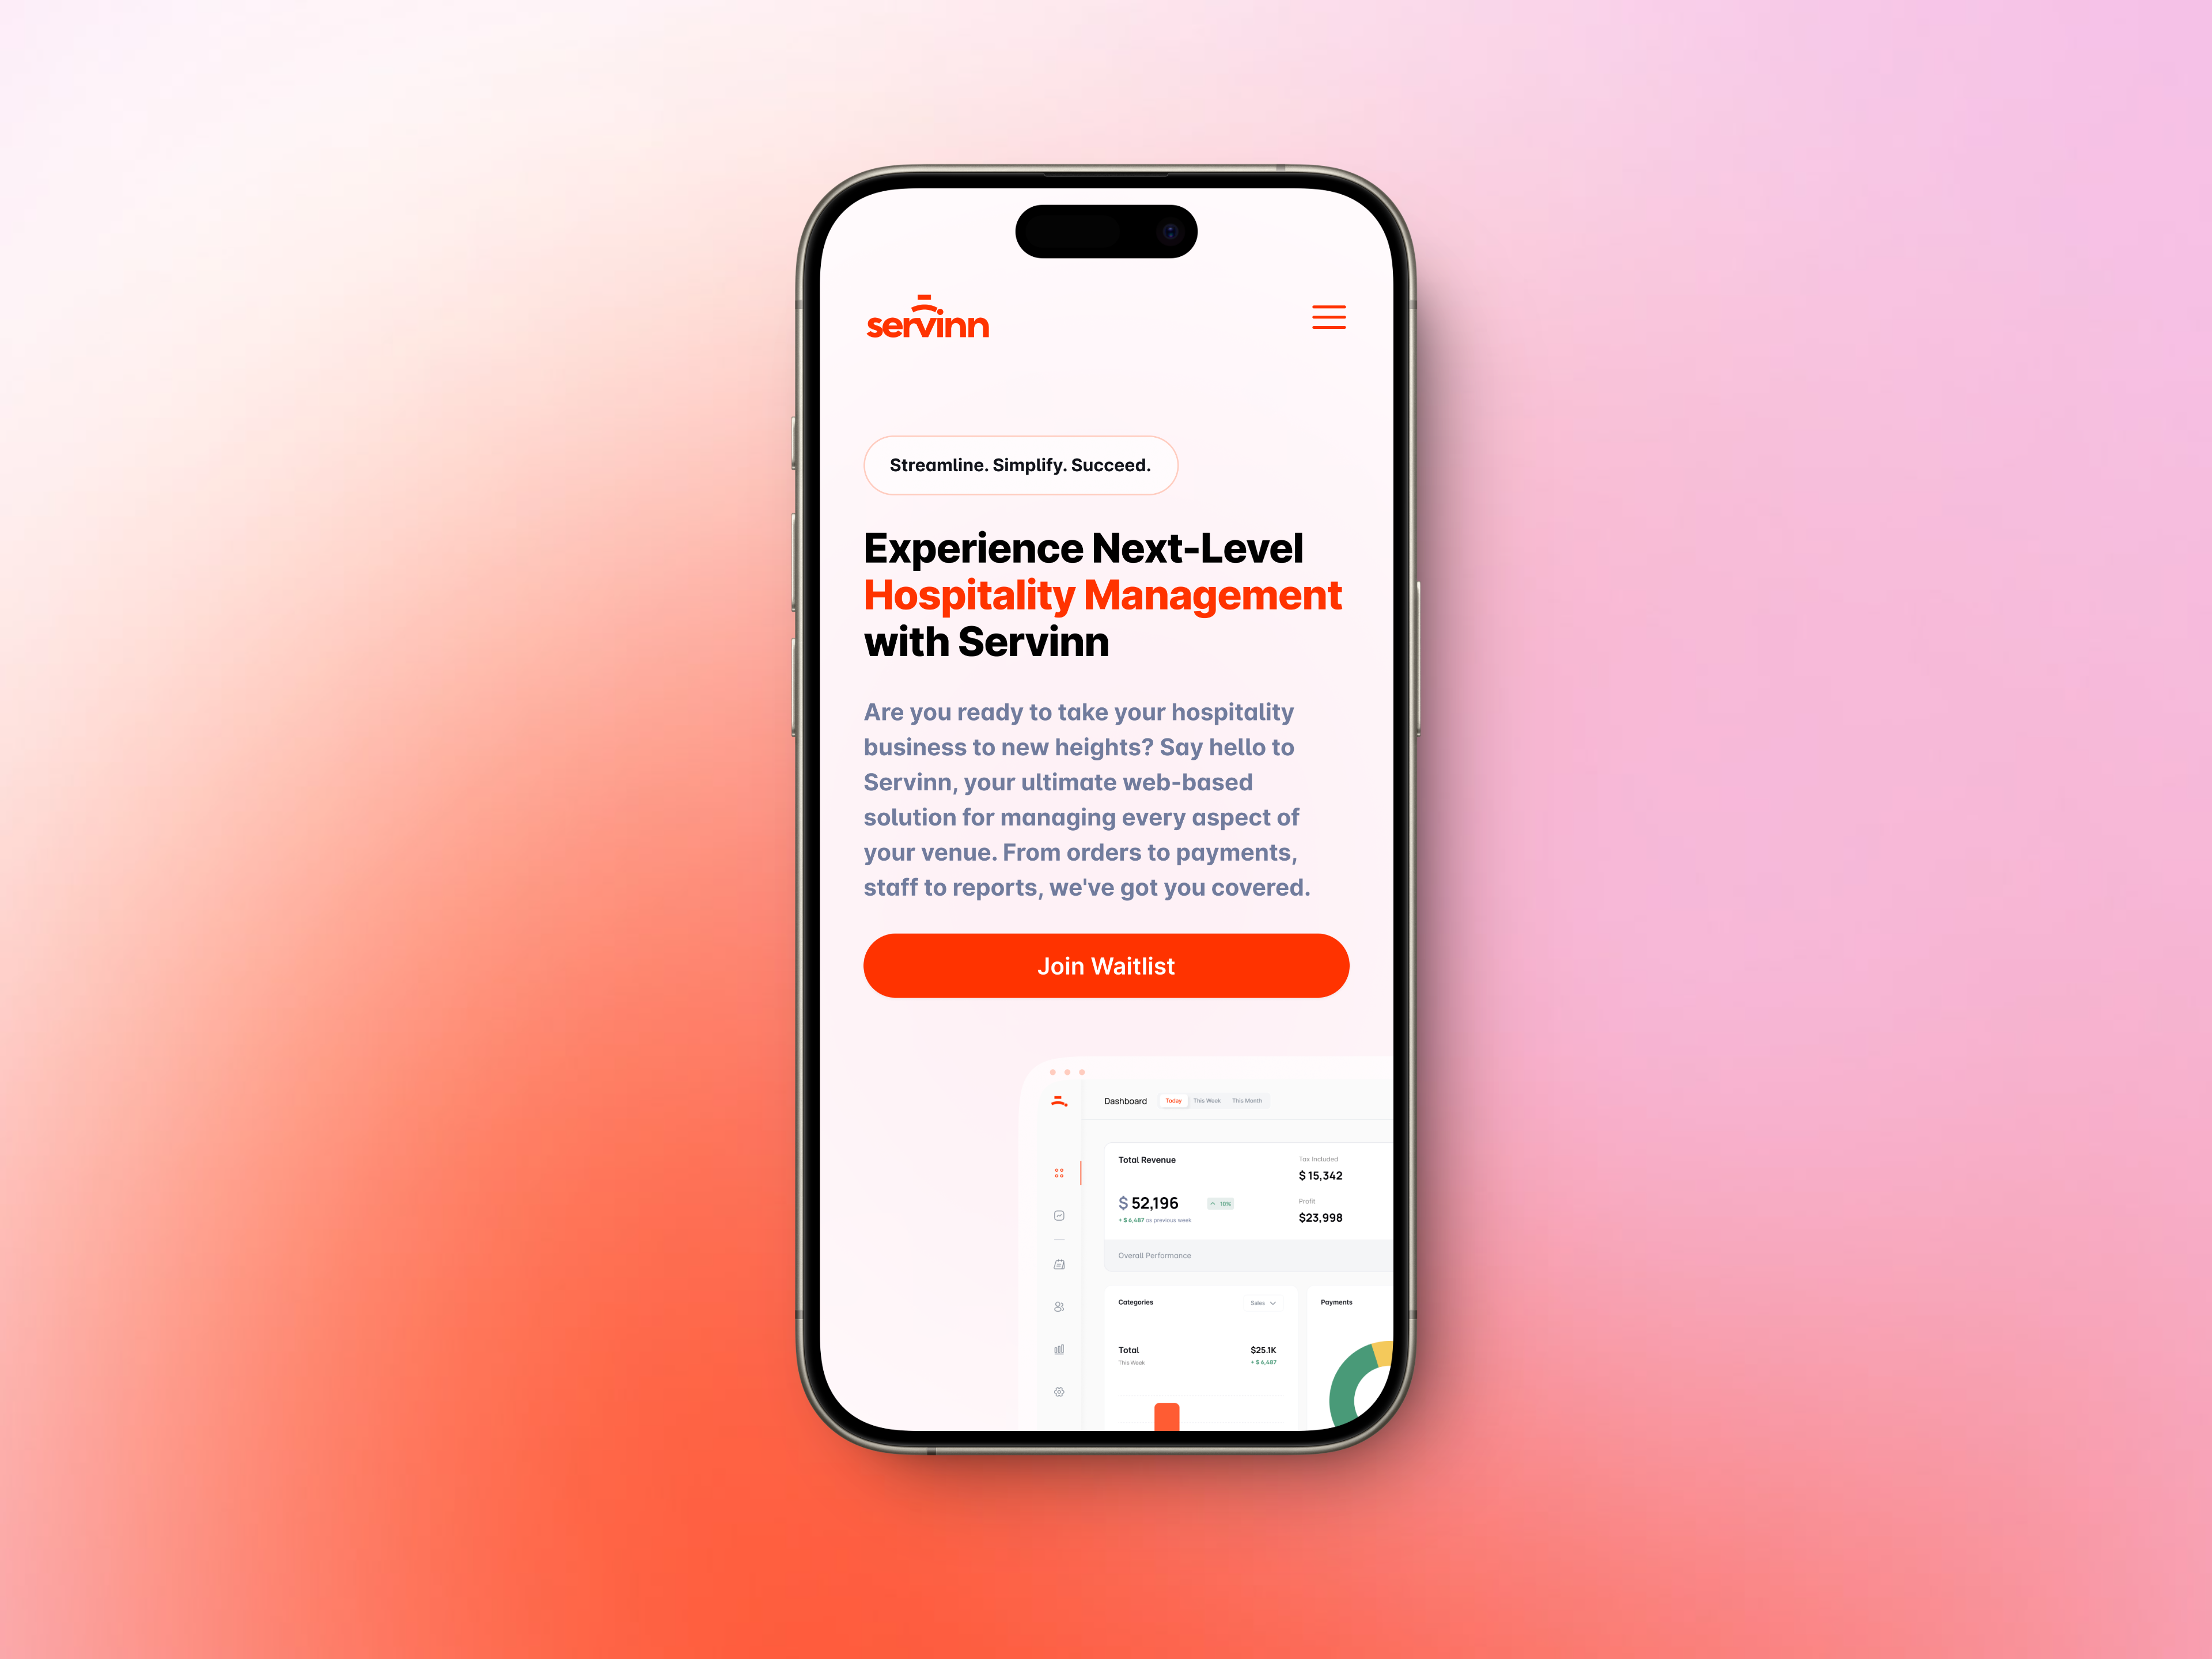 servinn
Streamline. Simplify. Succeed.
Experience Next-Level
Hospitality Management
with Servinn
Are you ready to take your hospitality
business to new heights? Say hello to
Servinn, your ultimate web-based
solution for managing every aspect of
your venue. From orders to payments,
staff to reports, we've got you covered.
Join Waitlist
Dashboard Today This Week This Month
Total Revenue
Tax Included
$ 15,342
$ 52,196 10%
+ $ 6,487 as previous week
Profit
$23,998
Overall Performance
Categories Sales
Total $25.1K
This Week + $ 6,487
Payments